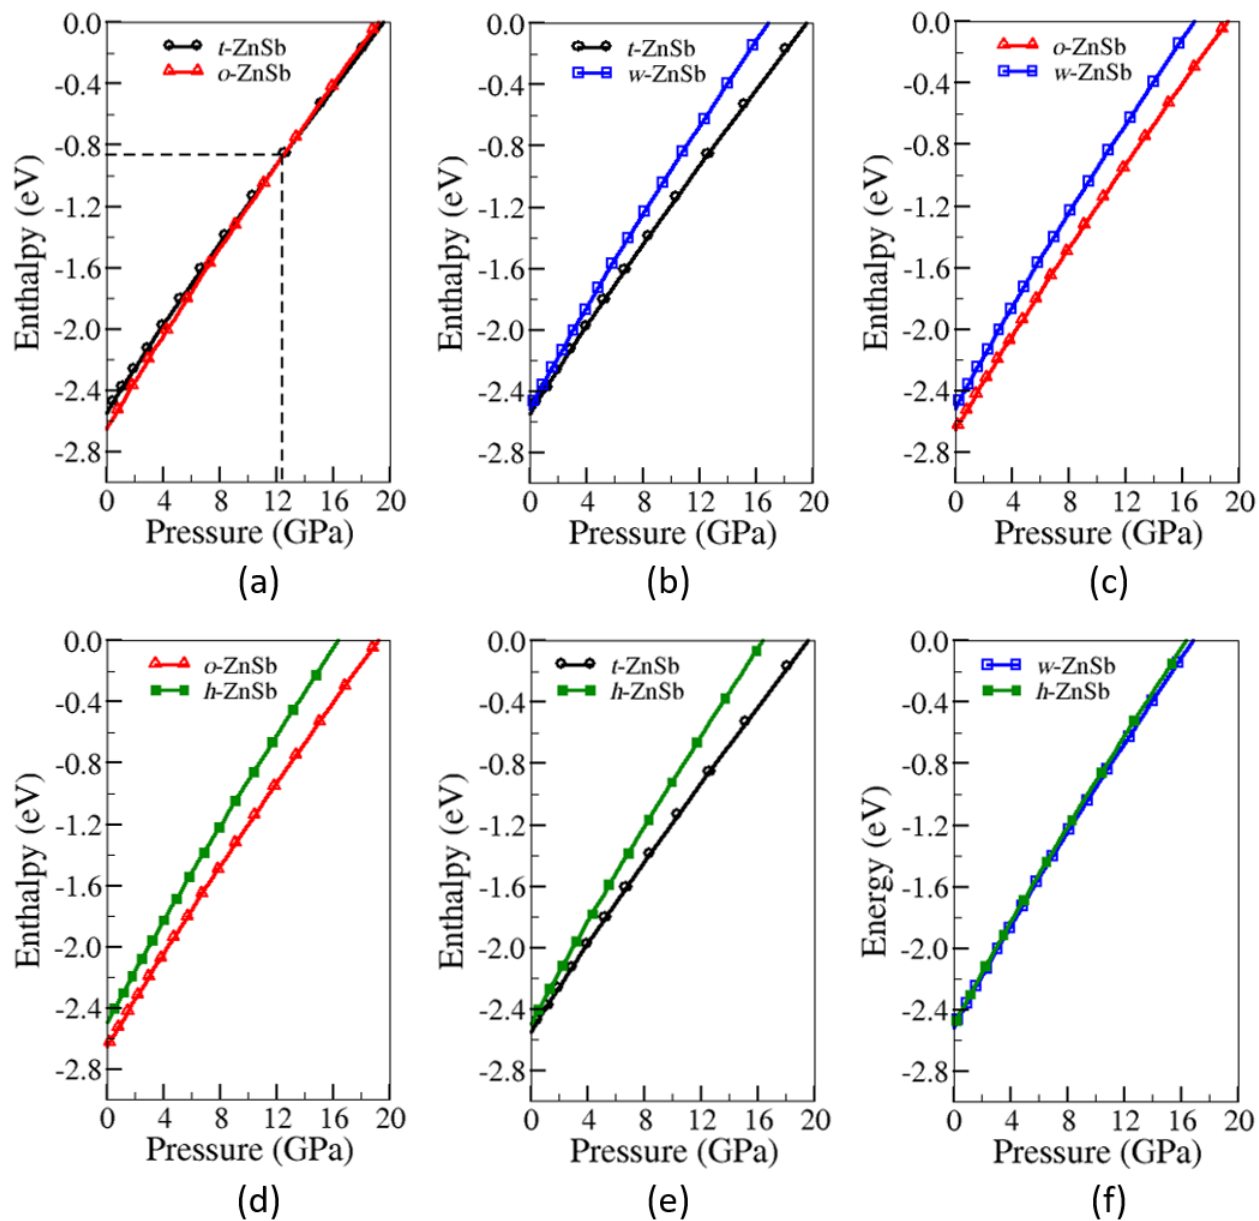 0.0
-0.4
-0.8
-1.2
-1.6
-2.0
-2.4
-2.8
Enthalpy (eV)
t-ZnSb
o-ZnSb
0 4 8 12 16 20
Pressure (GPa)
(a)
0.0
-0.4
-0.8
-1.2
-1.6
-2.0
-2.4
-2.8
Enthalpy (eV)
t-ZnSb
w-ZnSb
0 4 8 12 16 20
Pressure (GPa)
(b)
0.0
-0.4
-0.8
-1.2
-1.6
-2.0
-2.4
-2.8
Enthalpy (eV)
o-ZnSb
w-ZnSb
0 4 8 12 16 20
Pressure (GPa)
(c)
0.0
-0.4
-0.8
-1.2
-1.6
-2.0
-2.4
-2.8
Enthalpy (eV)
o-ZnSb
h-ZnSb
0 4 8 12 16 20
Pressure (GPa)
(d)
0.0
-0.4
-0.8
-1.2
-1.6
-2.0
-2.4
-2.8
Enthalpy (eV)
t-ZnSb
h-ZnSb
0 4 8 12 16 20
Pressure (GPa)
(e)
0.0
-0.4
-0.8
-1.2
-1.6
-2.0
-2.4
-2.8
Energy (eV)
w-ZnSb
h-ZnSb
0 4 8 12 16 20
Pressure (GPa)
(f)